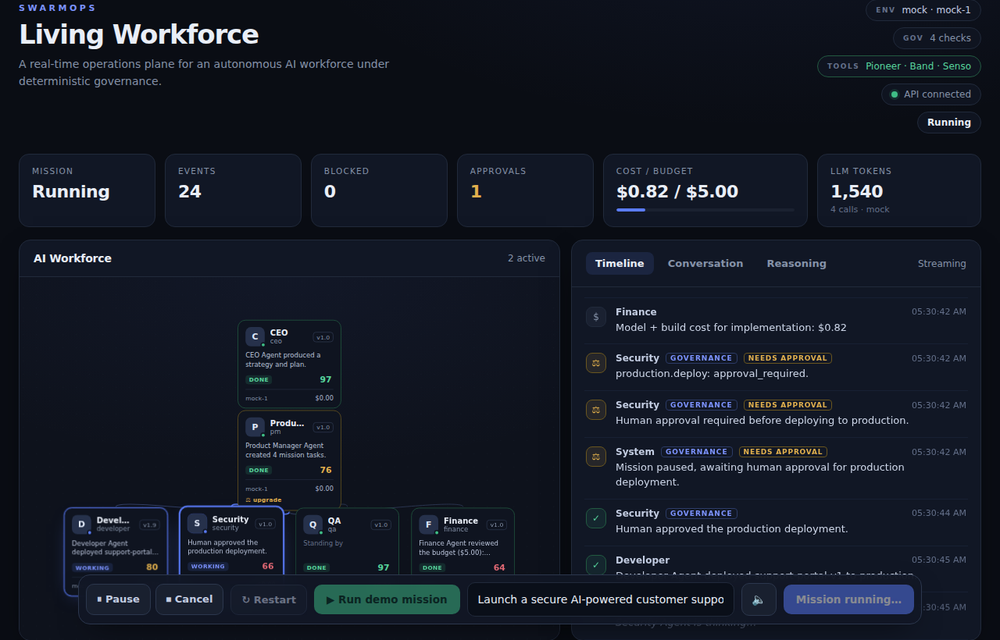 SWARMOPS
Living Workforce
A real-time operations plane for an autonomous AI workforce under
deterministic governance.
ENV mock · mock-1
GOV 4 checks
TOOLS Pioneer · Band · Senso
API connected
Running
MISSION
Running
EVENTS
24
BLOCKED
0
APPROVALS
1
COST / BUDGET
$0.82 / $5.00
LLM TOKENS
1,540
4 calls · mock
AI Workforce
2 active
C
CEO
ceo
v1.0
CEO Agent produced a
strategy and plan.
DONE
97
mock-1
$0.00
P
Produ...
pm
v1.0
Product Manager Agent
created 4 mission tasks.
DONE
76
mock-1
$0.00
⚖ upgrade
D
Devel...
developer
v1.9
Developer Agent
deployed support-portal...
WORKING
80
S
Security
security
v1.0
Human approved the
production deployment.
WORKING
66
Q
QA
qa
v1.0
Standing by
DONE
97
F
Finance
finance
v1.0
Finance Agent reviewed
the budget ($5.00):...
DONE
64
Timeline
Conversation
Reasoning
Streaming
$
Finance
05:30:42 AM
Model + build cost for implementation: $0.82
Security GOVERNANCE NEEDS APPROVAL
05:30:42 AM
production.deploy: approval_required.
Security GOVERNANCE NEEDS APPROVAL
05:30:42 AM
Human approval required before deploying to production.
System GOVERNANCE NEEDS APPROVAL
05:30:42 AM
Mission paused, awaiting human approval for production
deployment.
Security GOVERNANCE
05:30:44 AM
Human approved the production deployment.
Developer
05:30:45 AM
Developer Agent deployed support-portal v1 to production
:30:45 AM
Security Agent is thinking...
Pause
Cancel
↻ Restart
▶ Run demo mission
Launch a secure AI-powered customer suppo
Mission running...